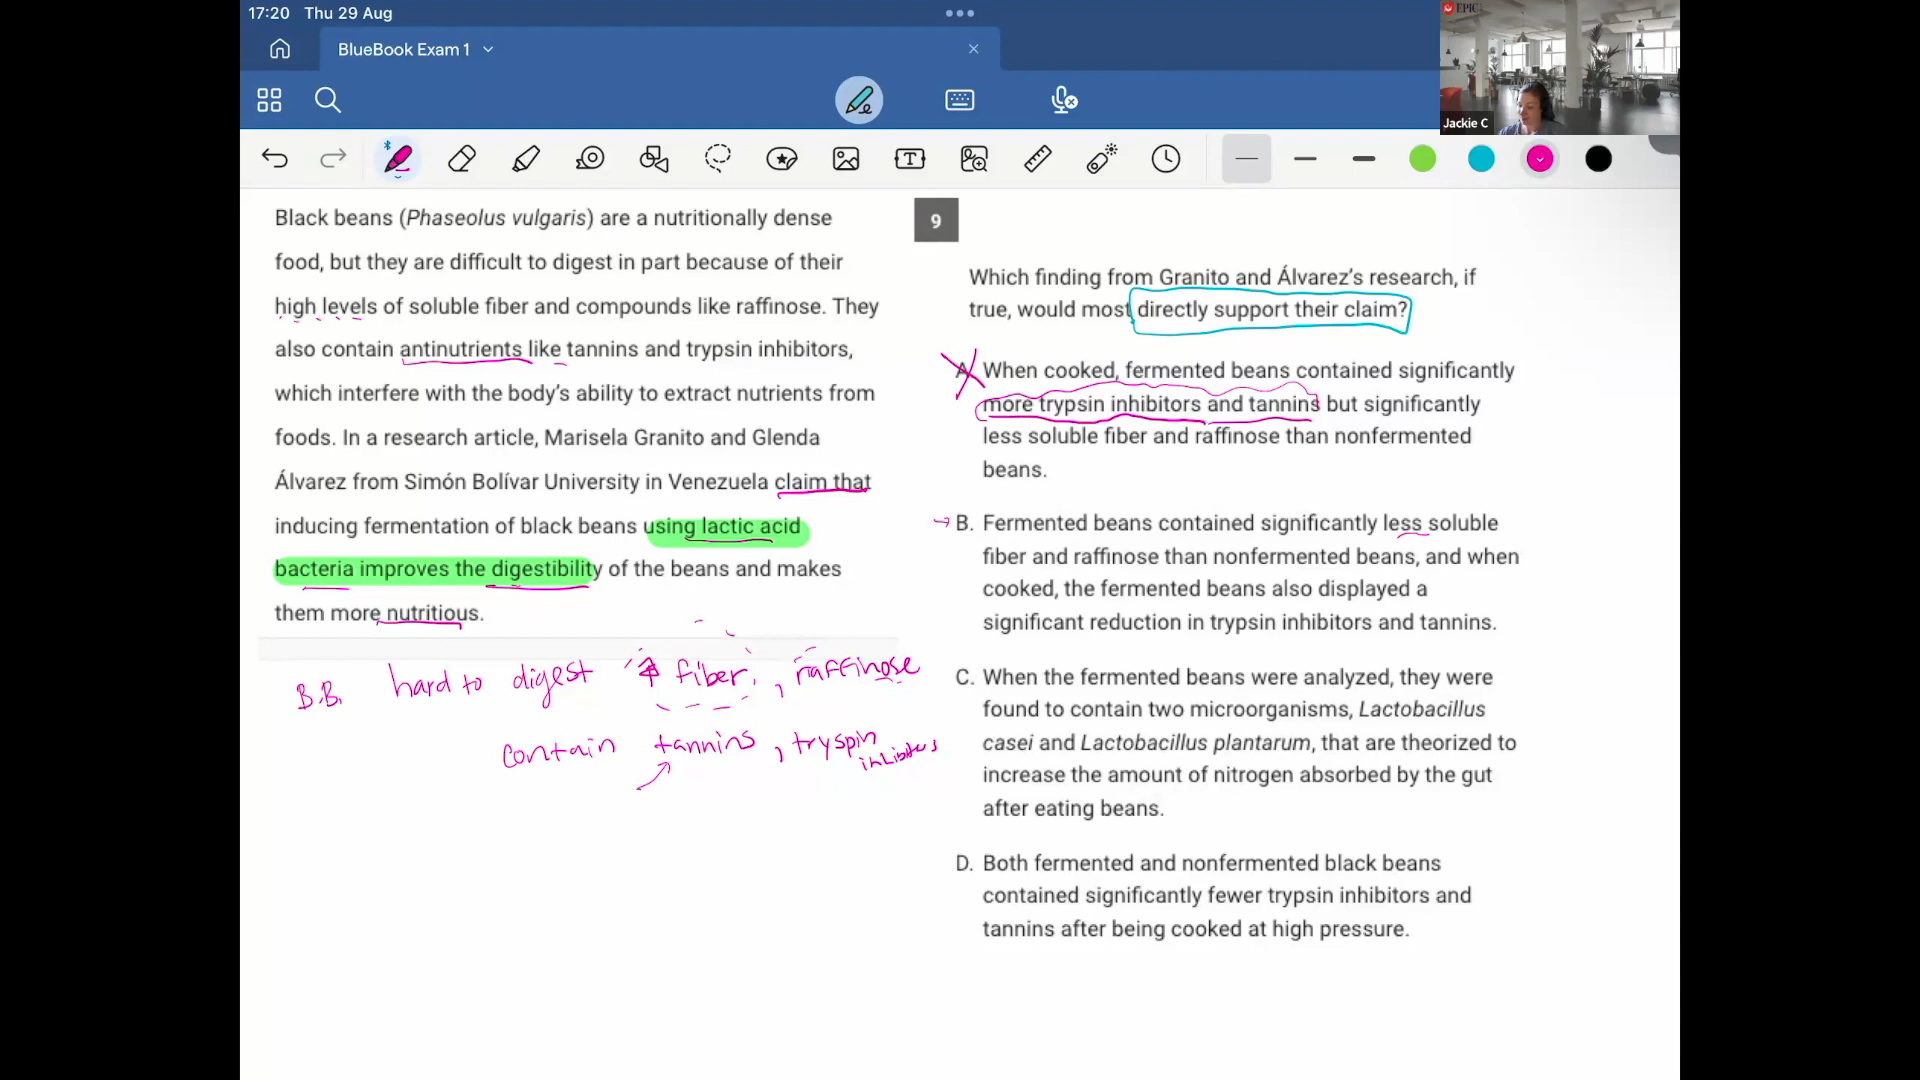 17:20 Thu 29 Aug
BlueBook Exam 1
EPIC
Jackie C
Black beans (Phaseolus vulgaris) are a nutritionally dense
food, but they are difficult to digest in part because of their
high levels of soluble fiber and compounds like raffinose. They
also contain antinutrients like tannins and trypsin inhibitors,
which interfere with the body's ability to extract nutrients from
foods. In a research article, Marisela Granito and Glenda
Álvarez from Simón Bolívar University in Venezuela claim that
inducing fermentation of black beans using lactic acid
bacteria improves the digestibility of the beans and makes
them more nutritious.
B.B. hard to digest fiber, raffinose
contain tannins, tryspin
inhibitors
9
Which finding from Granito and Álvarez's research, if
true, would most directly support their claim?
A. When cooked, fermented beans contained significantly
more trypsin inhibitors and tannins but significantly
less soluble fiber and raffinose than nonfermented
beans.
B. Fermented beans contained significantly less soluble
fiber and raffinose than nonfermented beans, and when
cooked, the fermented beans also displayed a
significant reduction in trypsin inhibitors and tannins.
C. When the fermented beans were analyzed, they were
found to contain two microorganisms, Lactobacillus
casei and Lactobacillus plantarum, that are theorized to
increase the amount of nitrogen absorbed by the gut
after eating beans.
D. Both fermented and nonfermented black beans
contained significantly fewer trypsin inhibitors and
tannins after being cooked at high pressure.